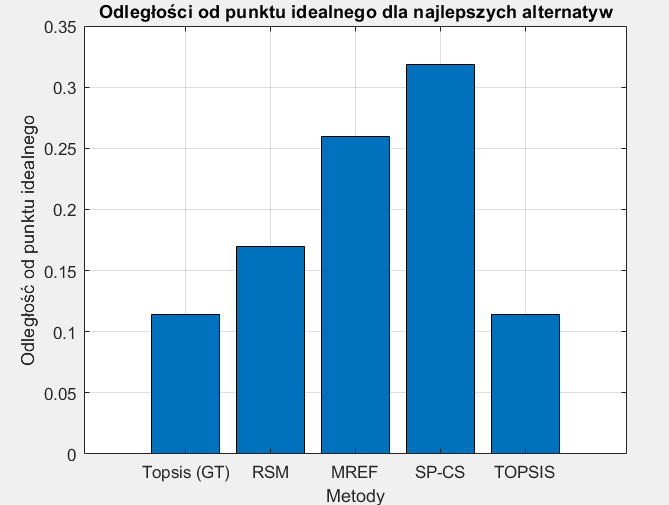 Odległości od punktu idealnego dla najlepszych alternatyw
Odległość od punktu idealnego
0.35
0.3
0.25
0.2
0.15
0.1
0.05
0
Topsis (GT) RSM MREF SP-CS TOPSIS
Metody